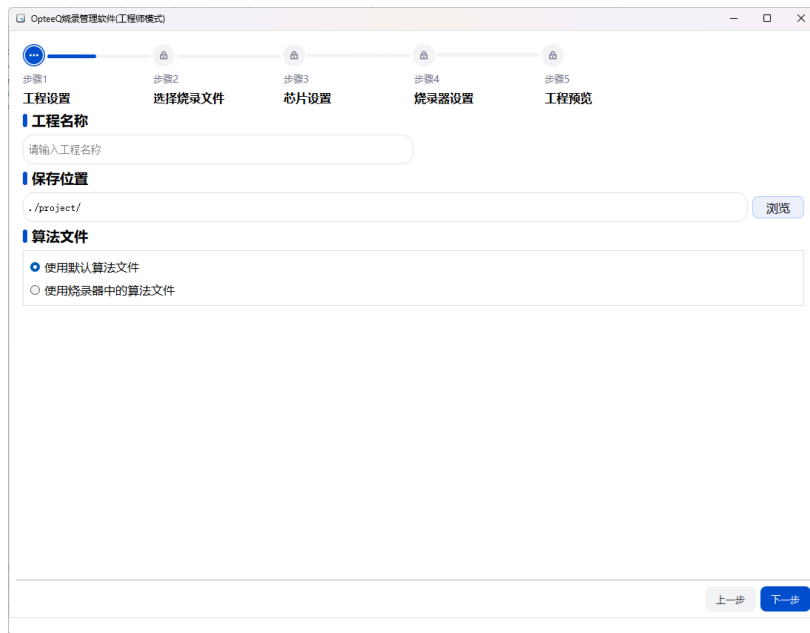 OpteeQ烧录管理软件(工程师模式)
步骤1 步骤2 步骤3 步骤4 步骤5
工程设置 选择烧录文件 芯片设置 烧录器设置 工程预览
工程名称
请输入工程名称
保存位置
./project/ 浏览
算法文件
使用默认算法文件
使用烧录器中的算法文件
上一步 下一步